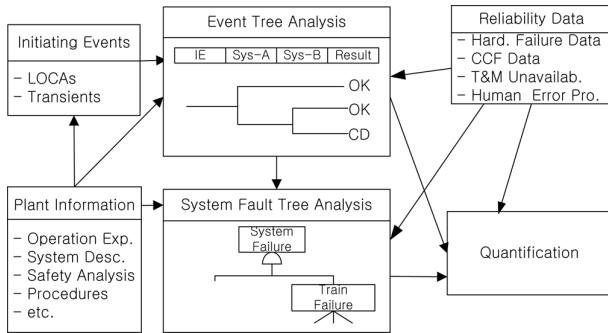 Initiating Events
- LOCAs
- Transients
Event Tree Analysis
IE Sys-A Sys-B Result
OK
OK
CD
Reliability Data
- Hard. Failure Data
- CCF Data
- T&M Unavailab.
- Human Error Pro.
Plant Information
- Operation Exp.
- System Desc.
- Safety Analysis
- Procedures
- etc.
System Fault Tree Analysis
System
Failure
Train
Failure
Quantification